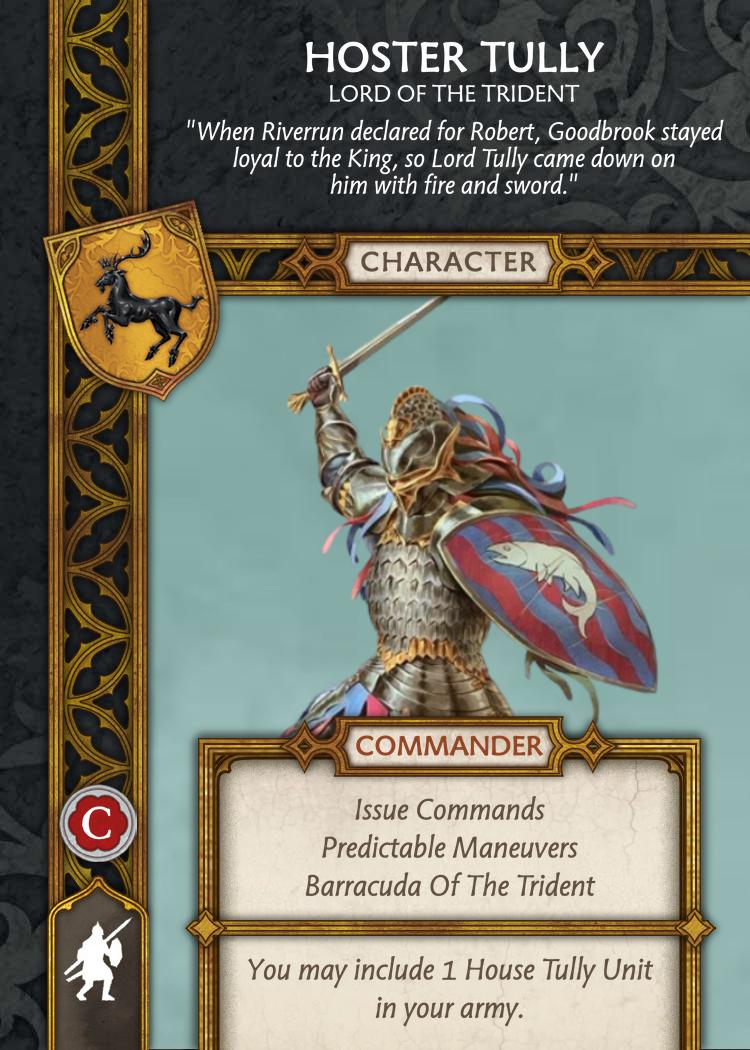 HOSTER TULLY
LORD OF THE TRIDENT
"When Riverrun declared for Robert, Goodbrook stayed
loyal to the King, so Lord Tully came down on
him with fire and sword."
CHARACTER
COMMANDER
Issue Commands
Predictable Maneuvers
Barracuda Of The Trident
C
You may include 1 House Tully Unit
in your army.